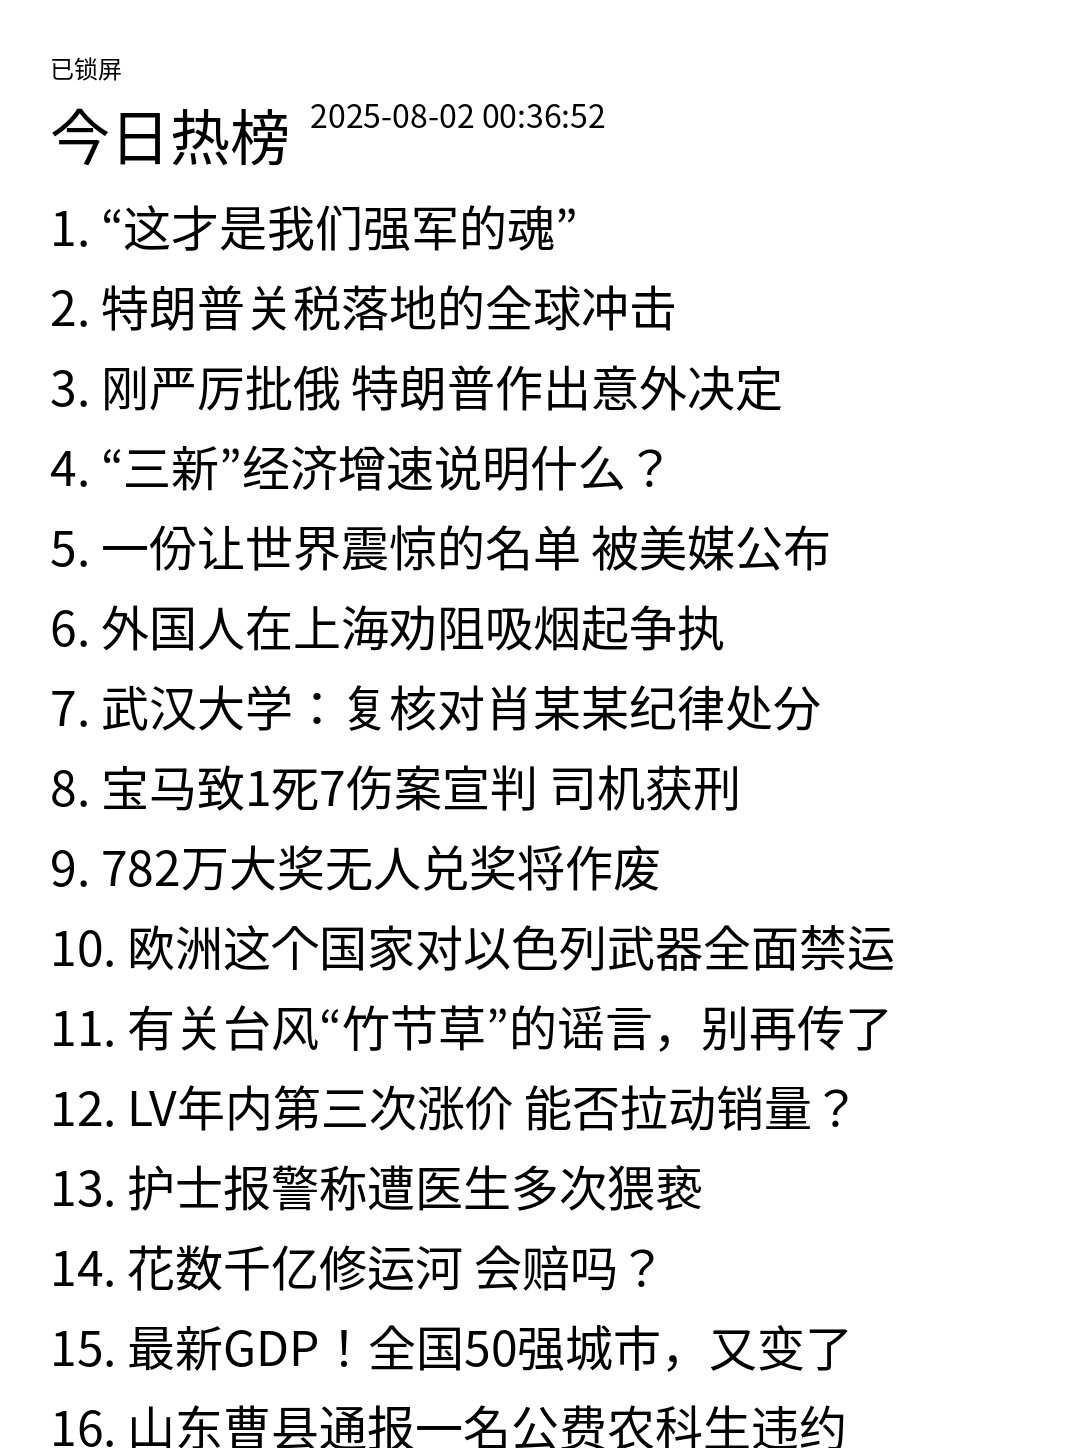 已锁屏
今日热榜 2025-08-02 00:36:52
1. “这才是我们强军的魂”
2. 特朗普关税落地的全球冲击
3. 刚严厉批俄 特朗普作出意外决定
4. “三新”经济增速说明什么？
5. 一份让世界震惊的名单 被美媒公布
6. 外国人在上海劝阻吸烟起争执
7. 武汉大学：复核对肖某某纪律处分
8. 宝马致1死7伤案宣判 司机获刑
9. 782万大奖无人兑奖将作废
10. 欧洲这个国家对以色列武器全面禁运
11. 有关台风“竹节草”的谣言，别再传了
12. LV年内第三次涨价 能否拉动销量？
13. 护士报警称遭医生多次猥亵
14. 花数千亿修运河 会赔吗？
15. 最新GDP！全国50强城市，又变了
16. 山东曹县通报一名公费农科生违约